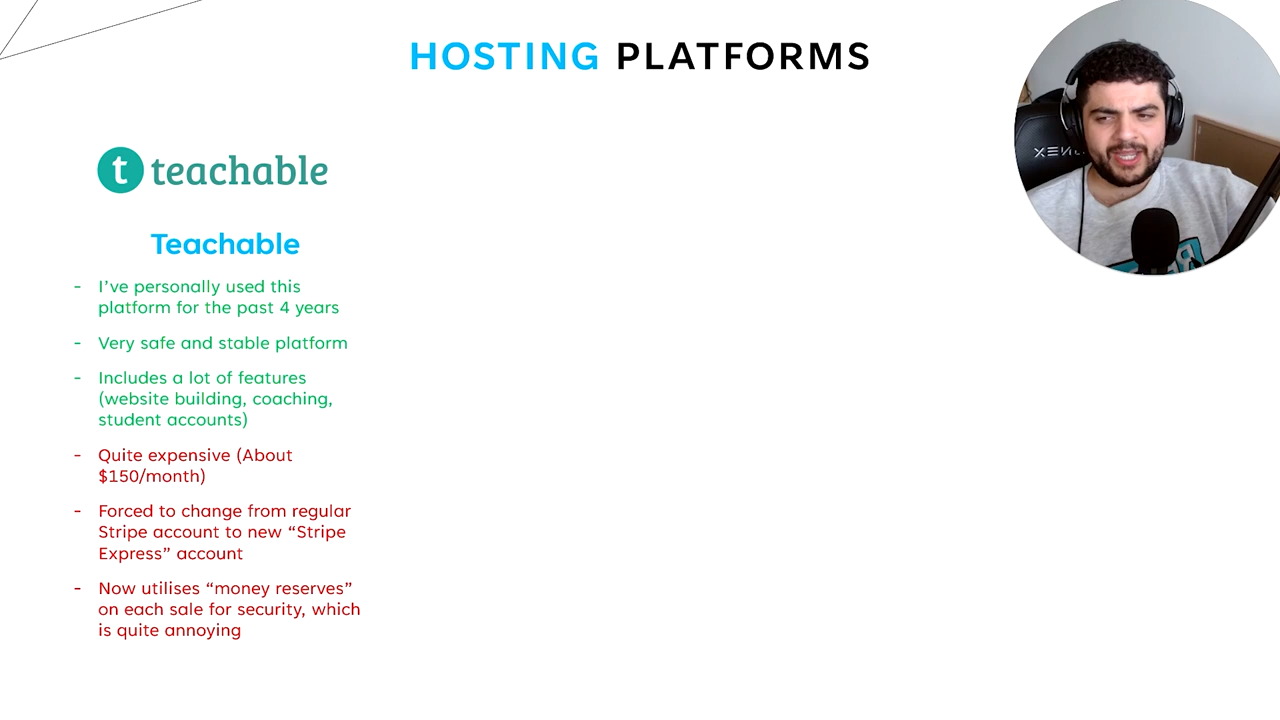 HOSTING PLATFORMS
t teachable
Teachable
- I’ve personally used this
platform for the past 4 years
- Very safe and stable platform
- Includes a lot of features
(website building, coaching,
student accounts)
- Quite expensive (About
$150/month)
- Forced to change from regular
Stripe account to new “Stripe
Express” account
- Now utilises “money reserves”
on each sale for security, which
is quite annoying